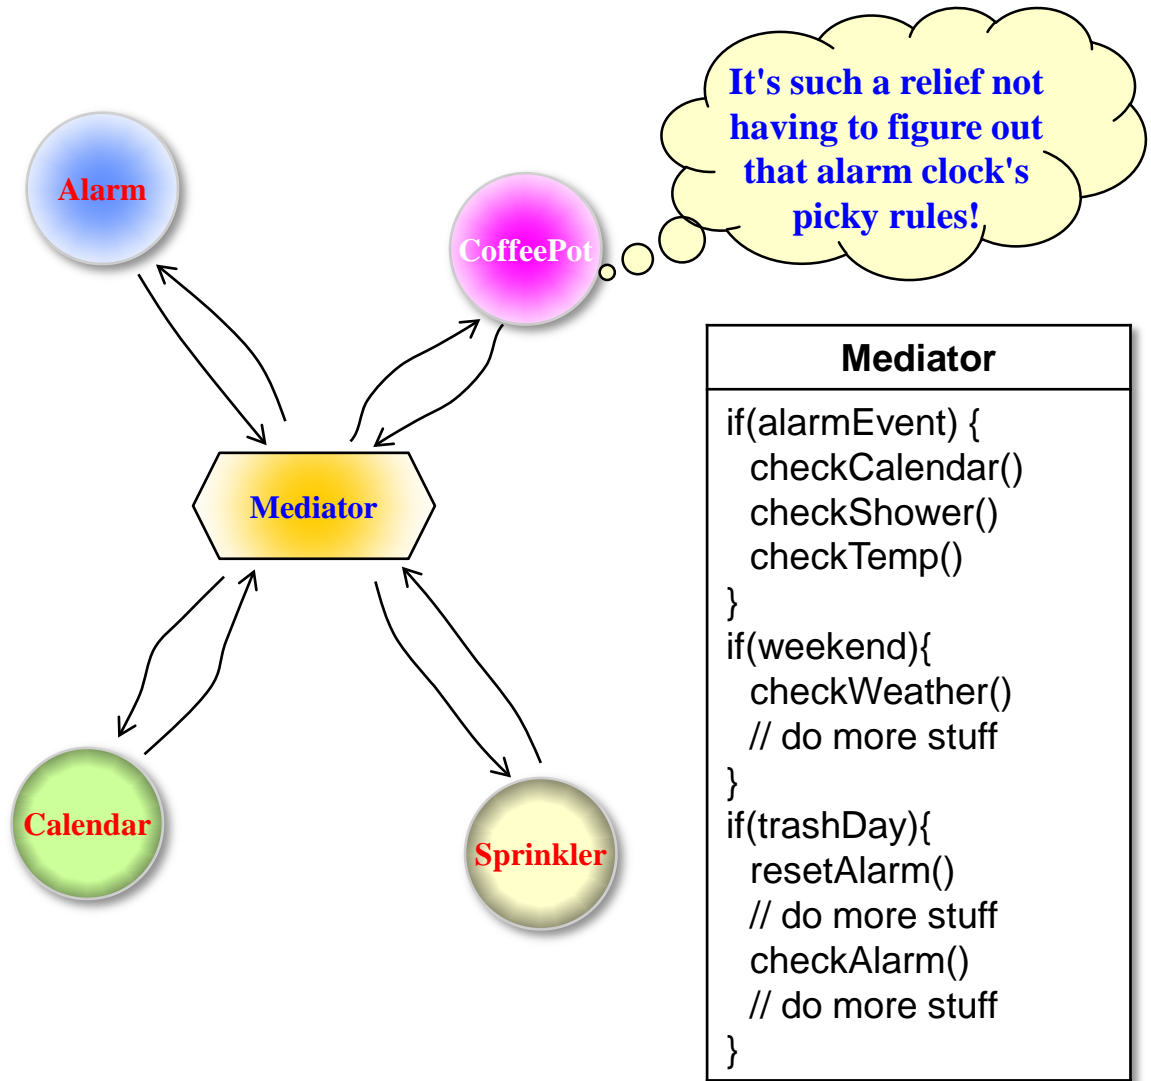 It's such a relief not
having to figure out
that alarm clock's
picky rules!
Alarm
CoffeePot
Mediator
Calendar
Sprinkler
Mediator
if(alarmEvent) {
checkCalendar()
checkShower()
checkTemp()
}
if(weekend){
checkWeather()
// do more stuff
}
if(trashDay){
resetAlarm()
// do more stuff
checkAlarm()
// do more stuff
}